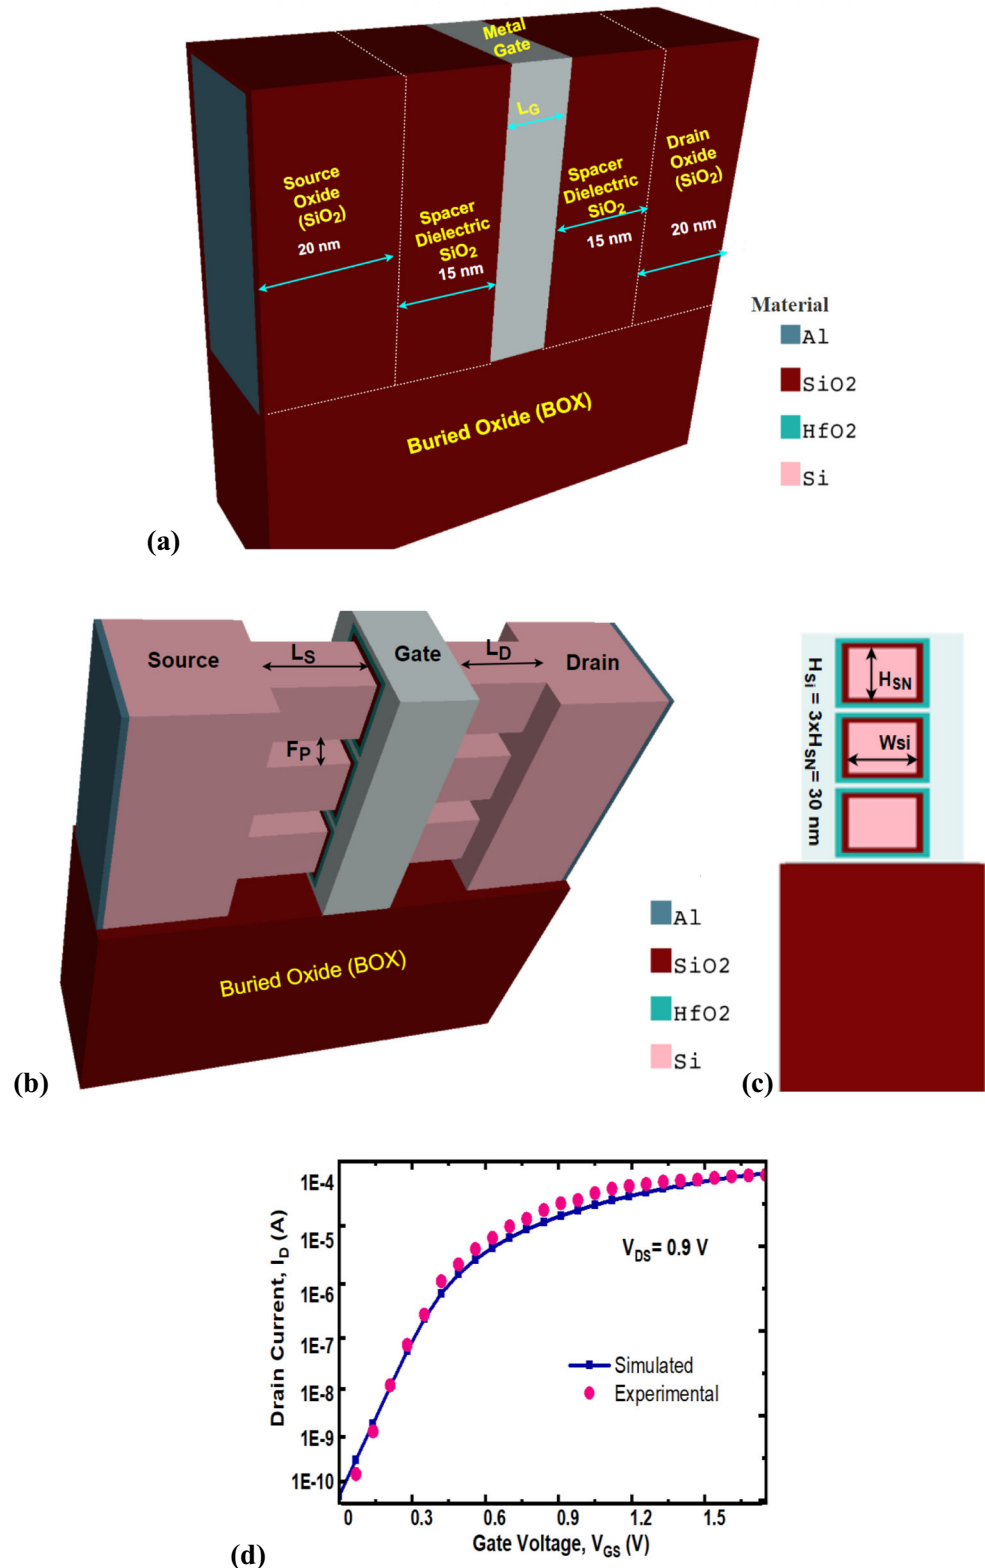 Metal
Gate
L_G
Source
Oxide
(SiO₂)
20 nm
Spacer
Dielectric
SiO₂
15 nm
Spacer
Dielectric
SiO₂
15 nm
Drain
Oxide
(SiO₂)
20 nm
Buried Oxide (BOX)
Material
Al
SiO2
HfO2
Si
(a)
Source
L_S
Gate
L_D
Drain
F_P
Buried Oxide (BOX)
Al
SiO2
HfO2
Si
(b)
H_Si = 3xH_SN = 30 nm
H_SN
Wsi
(c)
Drain Current, I_D (A)
1E-4
1E-5
1E-6
1E-7
1E-8
1E-9
1E-10
V_DS= 0.9 V
Simulated
Experimental
0 0.3 0.6 0.9 1.2 1.5
Gate Voltage, V_GS (V)
(d)